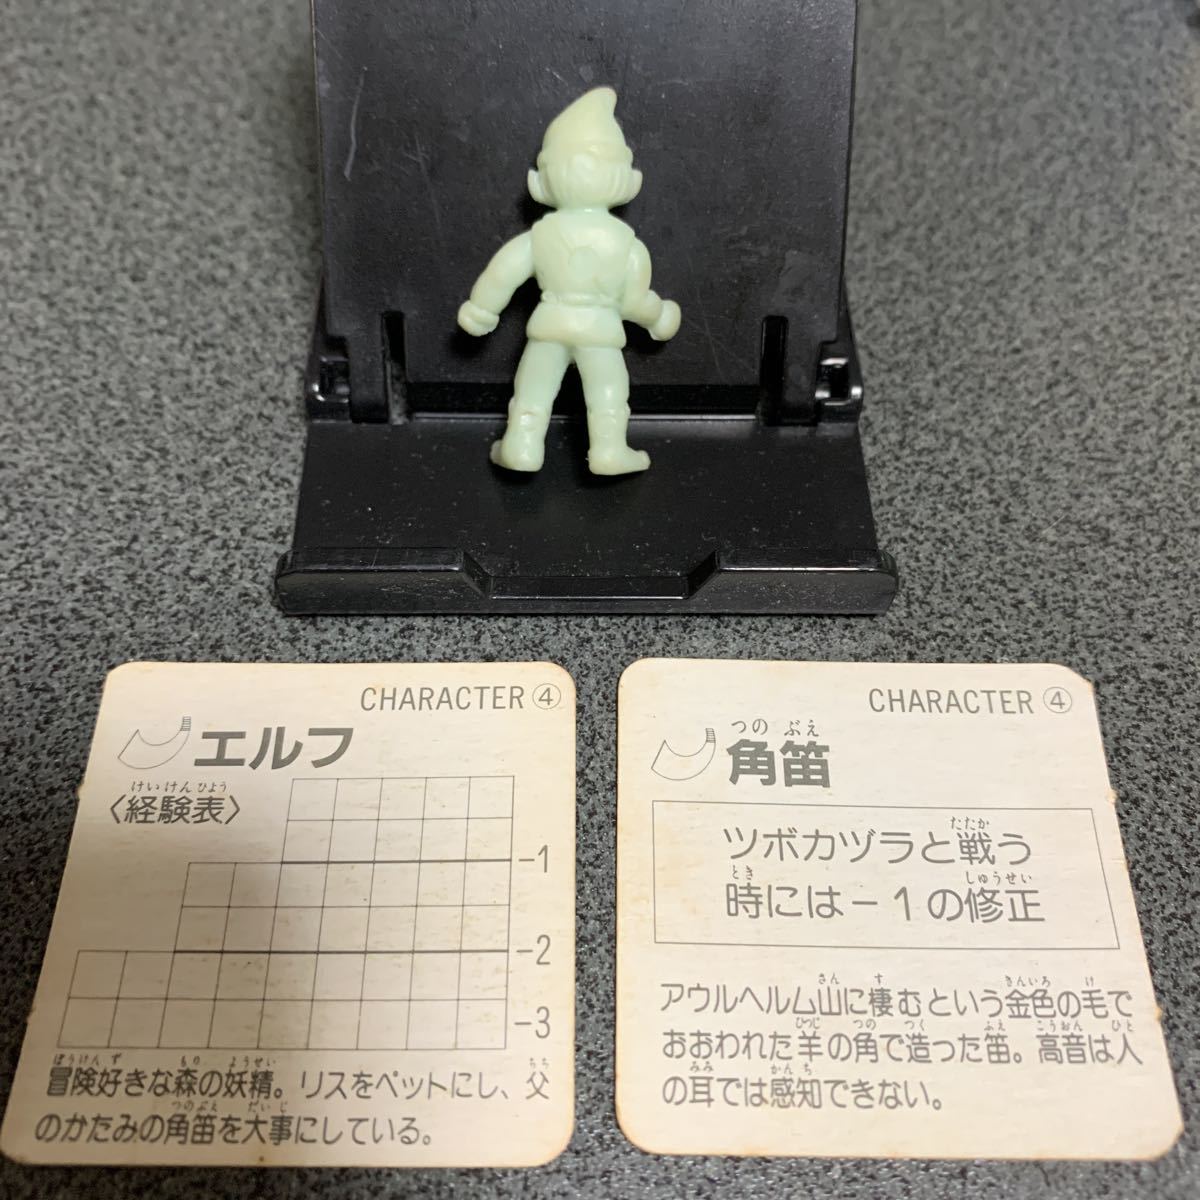 CHARACTER ④
エルフ
けいけんひょう
〈経験表〉
-1
-2
-3
ぼうけんず もり ようせい ちち
冒険好きな森の妖精。リスをペットにし、父
つのぶえ だいじ
のかたみの角笛を大事にしている。
CHARACTER ④
つの ぶえ
角笛
たたか
ツボカヅラと戦う
とき しゅうせい
時には-1の修正
さん す きんいろ け
アウルヘルム山に棲むという金色の毛で
ひつじ つの つく ふえ こうおん ひと
おおわれた羊の角で造った笛。高音は人
みみ かんち
の耳では感知できない。